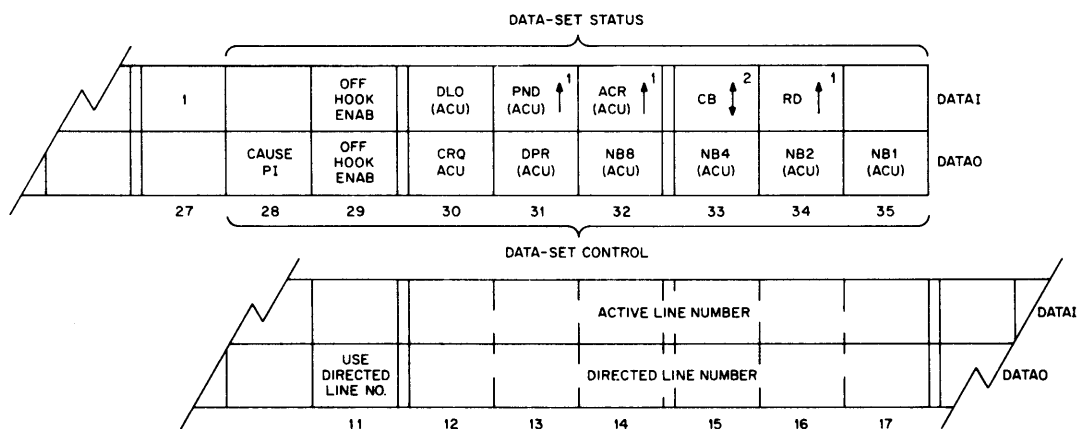 DATA-SET STATUS
1
OFF HOOK ENAB
DLO (ACU)
PND (ACU) 1
ACR (ACU) 1
CB 2
RD 1
DATAI
CAUSE PI
OFF HOOK ENAB
CRQ ACU
DPR (ACU)
NB8 (ACU)
NB4 (ACU)
NB2 (ACU)
NB1 (ACU)
DATAO
27 28 29 30 31 32 33 34 35
DATA-SET CONTROL
ACTIVE LINE NUMBER
DATAI
USE DIRECTED LINE NO.
DIRECTED LINE NUMBER
DATAO
11 12 13 14 15 16 17